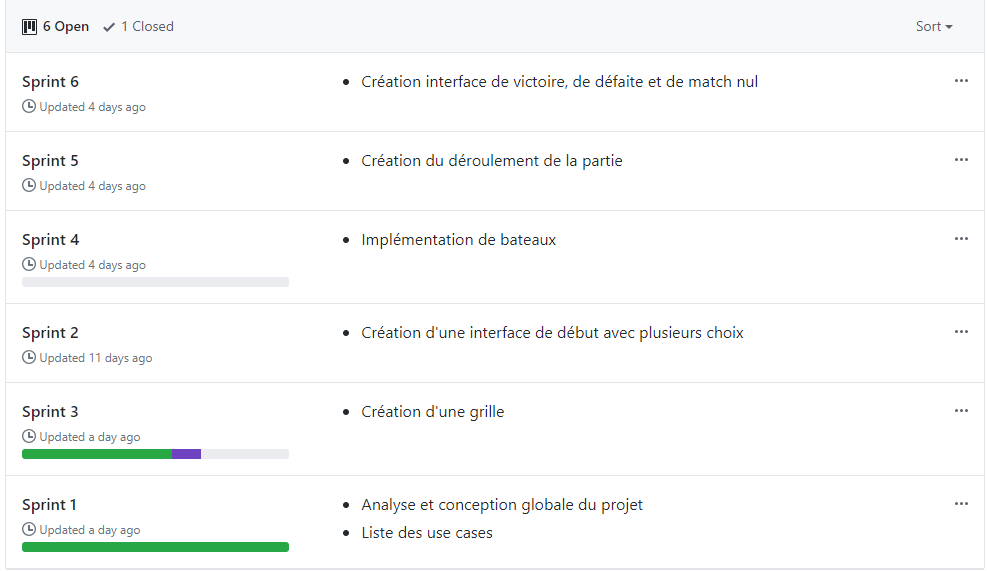 6 Open 1 Closed Sort
Sprint 6
Création interface de victoire, de défaite et de match nul
Updated 4 days ago
Sprint 5
Création du déroulement de la partie
Updated 4 days ago
Sprint 4
Implémentation de bateaux
Updated 4 days ago
Sprint 2
Création d'une interface de début avec plusieurs choix
Updated 11 days ago
Sprint 3
Création d'une grille
Updated a day ago
Sprint 1
Analyse et conception globale du projet
Updated a day ago
Liste des use cases